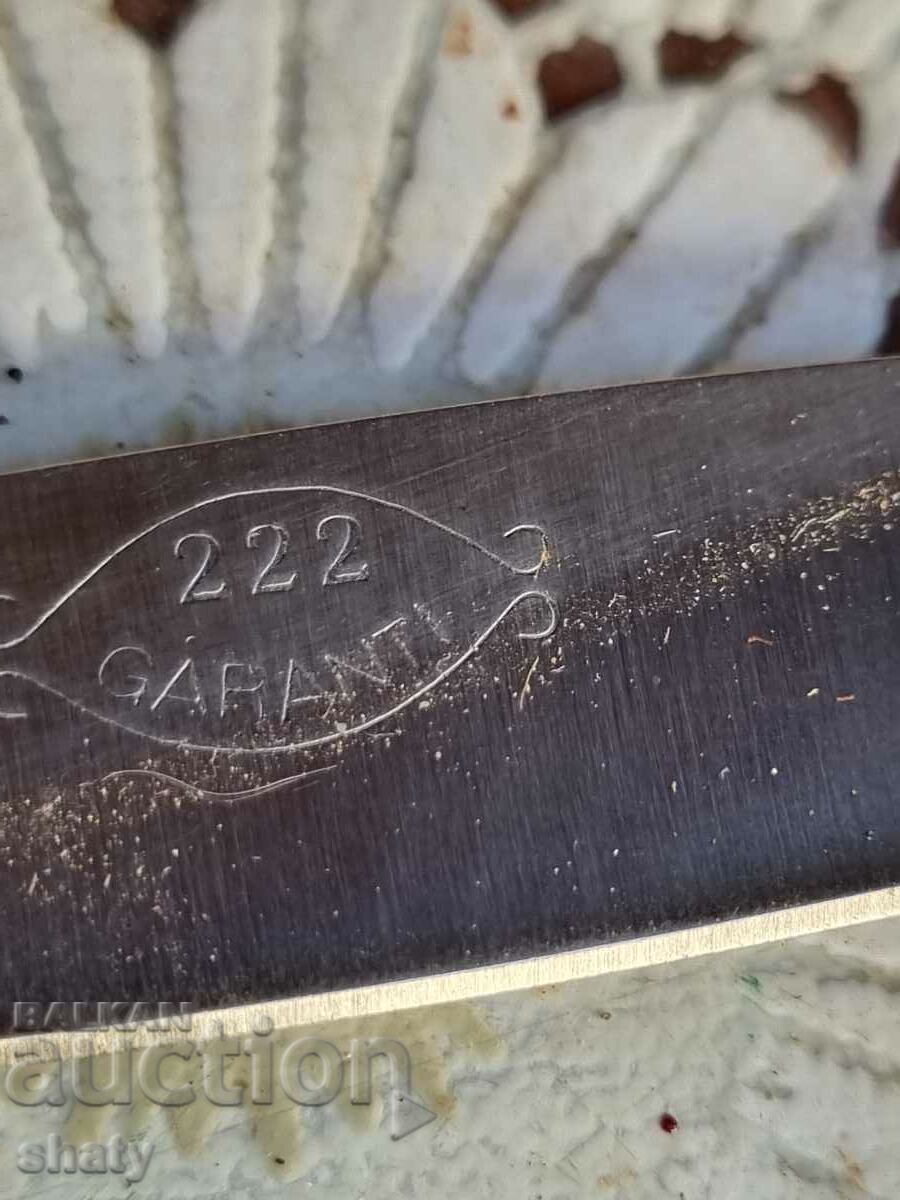 222
GARANTI
BALKAN
auction
shaty